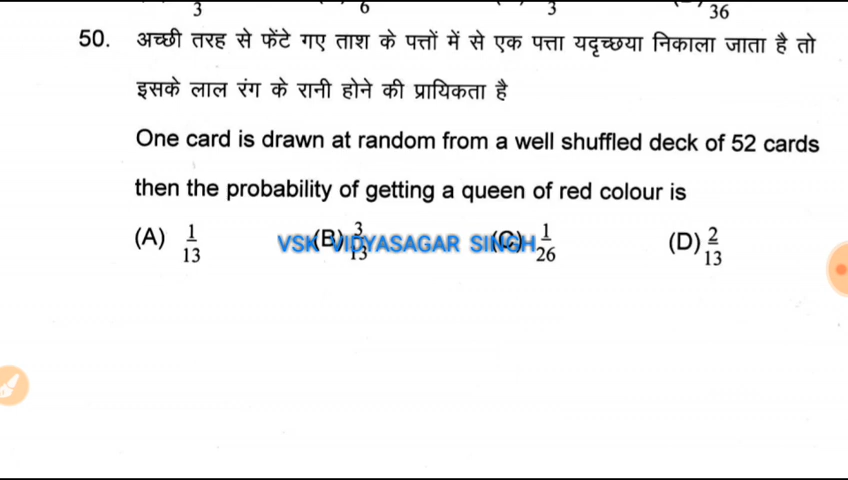 3 6 3 36
50. अच्छी तरह से फेंटे गए ताश के पत्तों में से एक पत्ता यदृच्छया निकाला जाता है तो
इसके लाल रंग के रानी होने की प्रायिकता है
One card is drawn at random from a well shuffled deck of 52 cards
then the probability of getting a queen of red colour is
(A) 1/13 (B) 3/13 (C) 1/26 (D) 2/13
VSK VIDYASAGAR SINGH